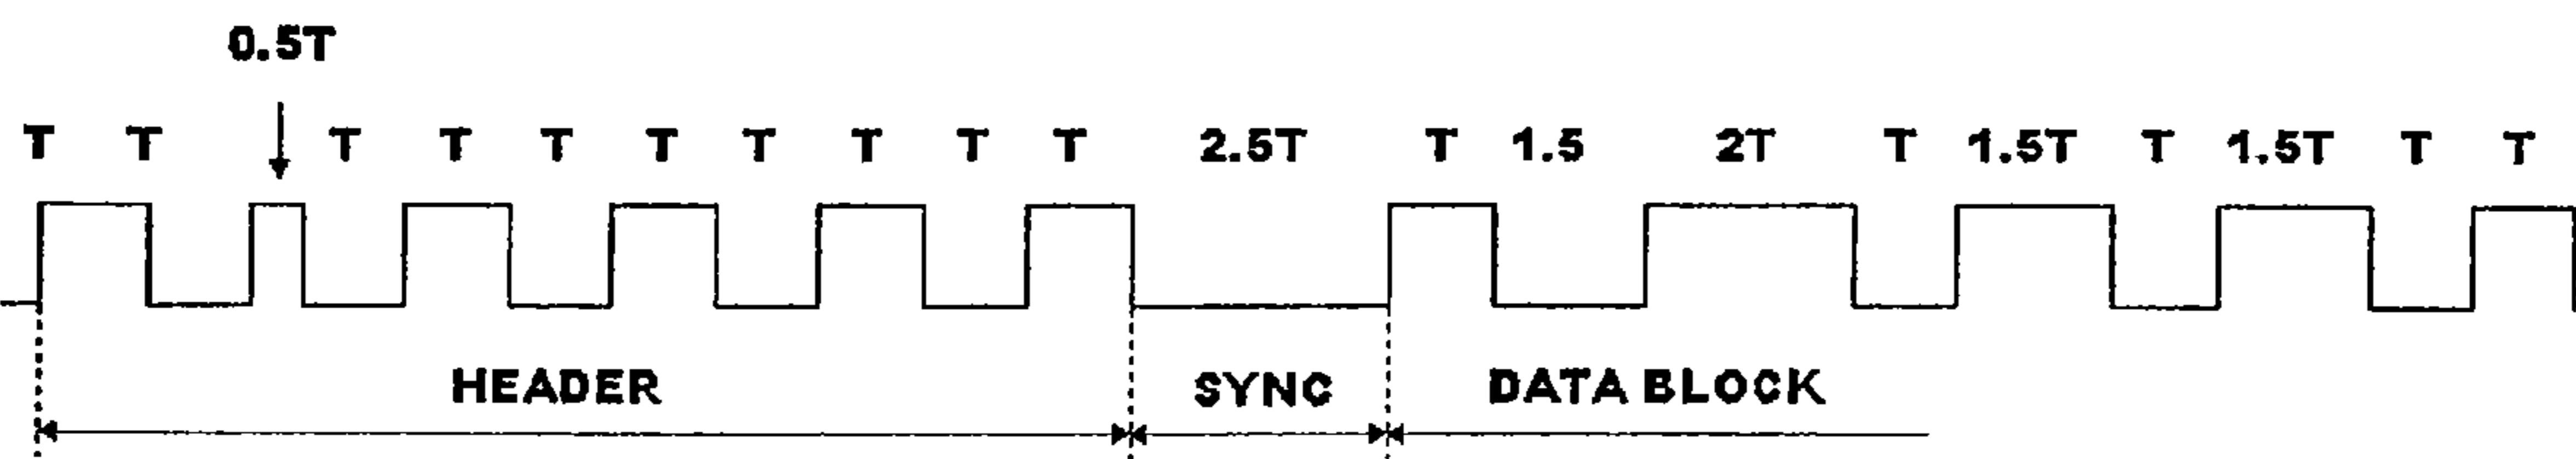 0.5T
T T T T T T T T T T 2.5T T 1.5 2T T 1.5T T 1.5T T T
HEADER SYNC DATA BLOCK